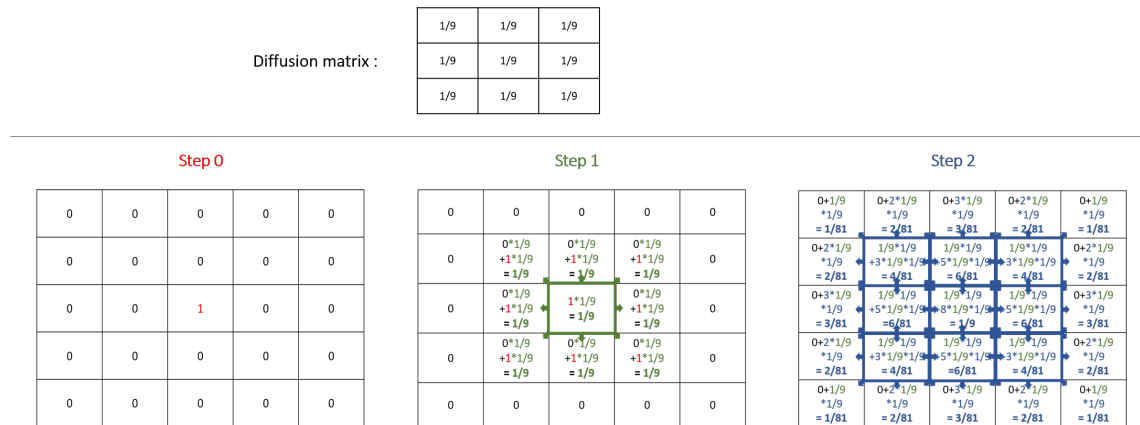 1/9 1/9 1/9
Diffusion matrix : 1/9 1/9 1/9
1/9 1/9 1/9
Step 0
0 0 0 0 0
0 0 0 0 0
0 0 1 0 0
0 0 0 0 0
0 0 0 0 0
Step 1
0 0 0 0 0
0*1/9 0*1/9 0*1/9
0 +1*1/9 +1*1/9 +1*1/9 0
= 1/9 = 1/9 = 1/9
0*1/9 1*1/9 0*1/9
0 +1*1/9 = 1/9 +1*1/9 0
= 1/9 = 1/9
0*1/9 0*1/9 0*1/9
0 +1*1/9 +1*1/9 +1*1/9 0
= 1/9 = 1/9 = 1/9
0 0 0 0 0
Step 2
0+1/9 0+2*1/9 0+3*1/9 0+2*1/9 0+1/9
*1/9 *1/9 *1/9 *1/9 *1/9
= 1/81 = 2/81 = 3/81 = 2/81 = 1/81
0+2*1/9 1/9*1/9 1/9*1/9 1/9*1/9 0+2*1/9
*1/9 +3*1/9*1/9 +5*1/9*1/9 +3*1/9*1/9 *1/9
= 2/81 = 4/81 = 6/81 = 4/81 = 2/81
0+3*1/9 1/9*1/9 1/9*1/9 1/9*1/9 0+3*1/9
*1/9 +5*1/9*1/9 +8*1/9*1/9 +5*1/9*1/9 *1/9
= 3/81 =6/81 = 1/9 = 6/81 = 3/81
0+2*1/9 1/9*1/9 1/9*1/9 1/9*1/9 0+2*1/9
*1/9 +3*1/9*1/9 +5*1/9*1/9 +3*1/9*1/9 *1/9
= 2/81 = 4/81 =6/81 = 4/81 = 2/81
0+1/9 0+2*1/9 0+3*1/9 0+2*1/9 0+1/9
*1/9 *1/9 *1/9 *1/9 *1/9
= 1/81 = 2/81 = 3/81 = 2/81 = 1/81